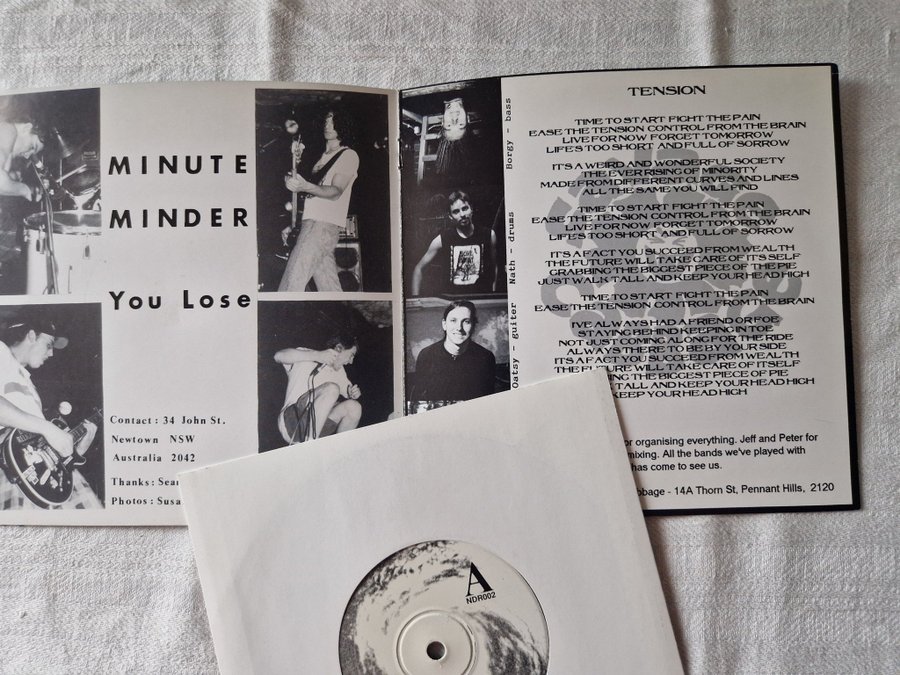 MINUTE
MINDER
You Lose
Contact: 34 John St.
Newtown NSW
Australia 2042
Thanks: Sean
Photos: Susa
Oatsy - guiter Nath - drums Borgy - bass
TENSION
TIME TO START FIGHT THE PAIN
EASE THE TENSION CONTROL FROM THE BRAIN
LIVE FOR NOW FORGET TOMORROW
LIFE'S TOO SHORT AND FULL OF SORROW
IT'S A WEIRD AND WONDERFUL SOCIETY
THE EVER RISING OF MINORITY
MADE FROM DIFFERENT CURVES AND LINES
ALL THE SAME YOU WILL FIND
TIME TO START FIGHT THE PAIN
EASE THE TENSION CONTROL FROM THE BRAIN
LIVE FOR NOW FORGET TOMORROW
LIFE'S TOO SHORT AND FULL OF SORROW
IT'S A FACT YOU SUCCEED FROM WEALTH
THE FUTURE WILL TAKE CARE OF IT'S SELF
GRABBING THE BIGGEST PIECE OF THE PIE
JUST WALK TALL AND KEEP YOUR HEAD HIGH
TIME TO START FIGHT THE PAIN
EASE THE TENSION CONTROL FROM THE BRAIN
I'VE ALWAYS HAD A FRIEND OR FOE
STAYING BEHIND KEEPING IN TOE
NOT JUST COMING ALONG FOR THE RIDE
ALWAYS THERE TO BE BY YOUR SIDE
IT'S A FACT YOU SUCCEED FROM WEALTH
THE FUTURE WILL TAKE CARE OF ITSELF
ING THE BIGGEST PIECE OF PIE
TALL AND KEEP YOUR HEAD HIGH
KEEP YOUR HEAD HIGH
or organising everything. Jeff and Peter for
mixing. All the bands we've played with
has come to see us.
bbage - 14A Thorn St, Pennant Hills, 2120
A
NDR002